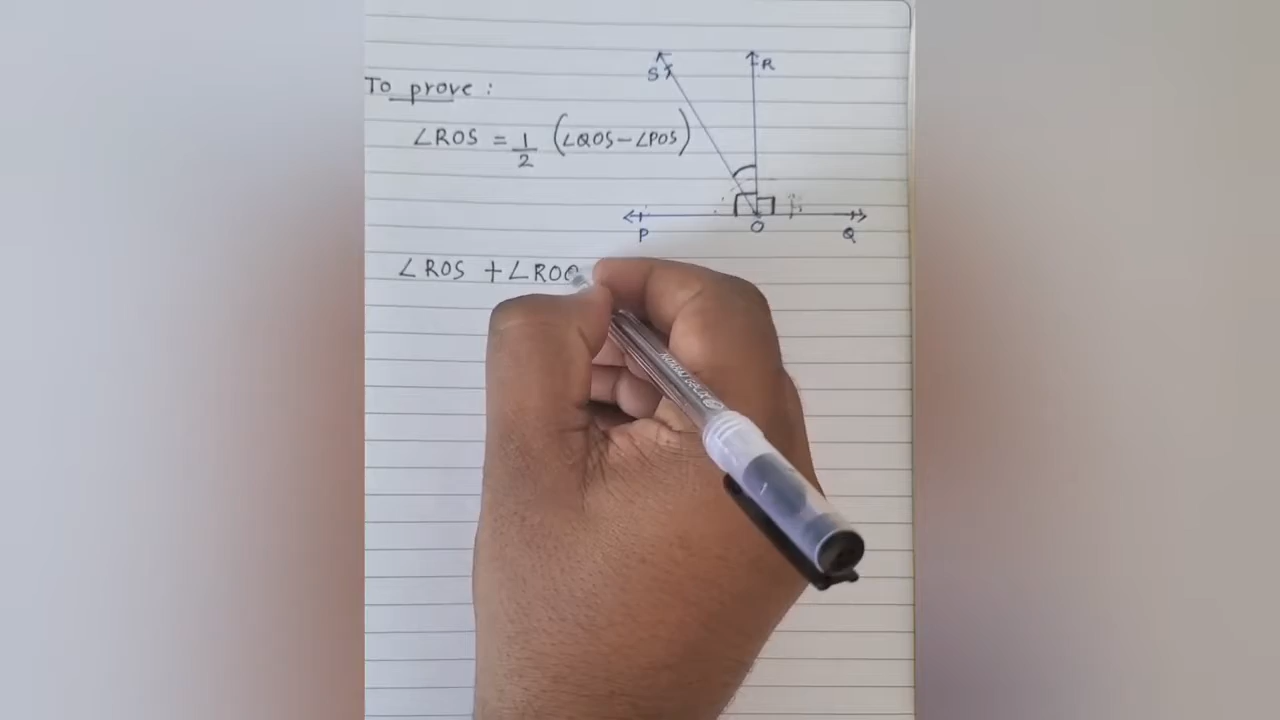 To prove :
∠ROS = 1/2 (∠QOS - ∠POS)
S
R
P
O
Q
∠ROS + ∠ROQ